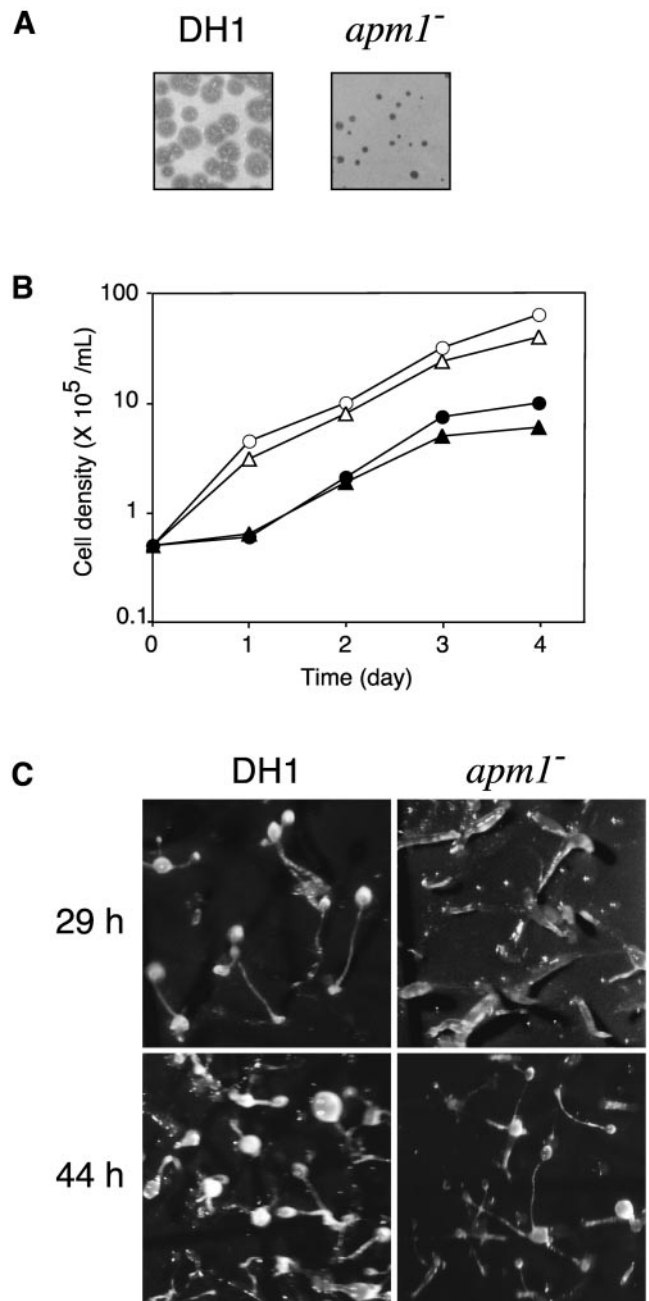 A
DH1
apm1⁻
B
Cell density (X 10⁵ /mL)
100
10
1
0.1
0
1
2
3
4
Time (day)
C
DH1
apm1⁻
29 h
44 h